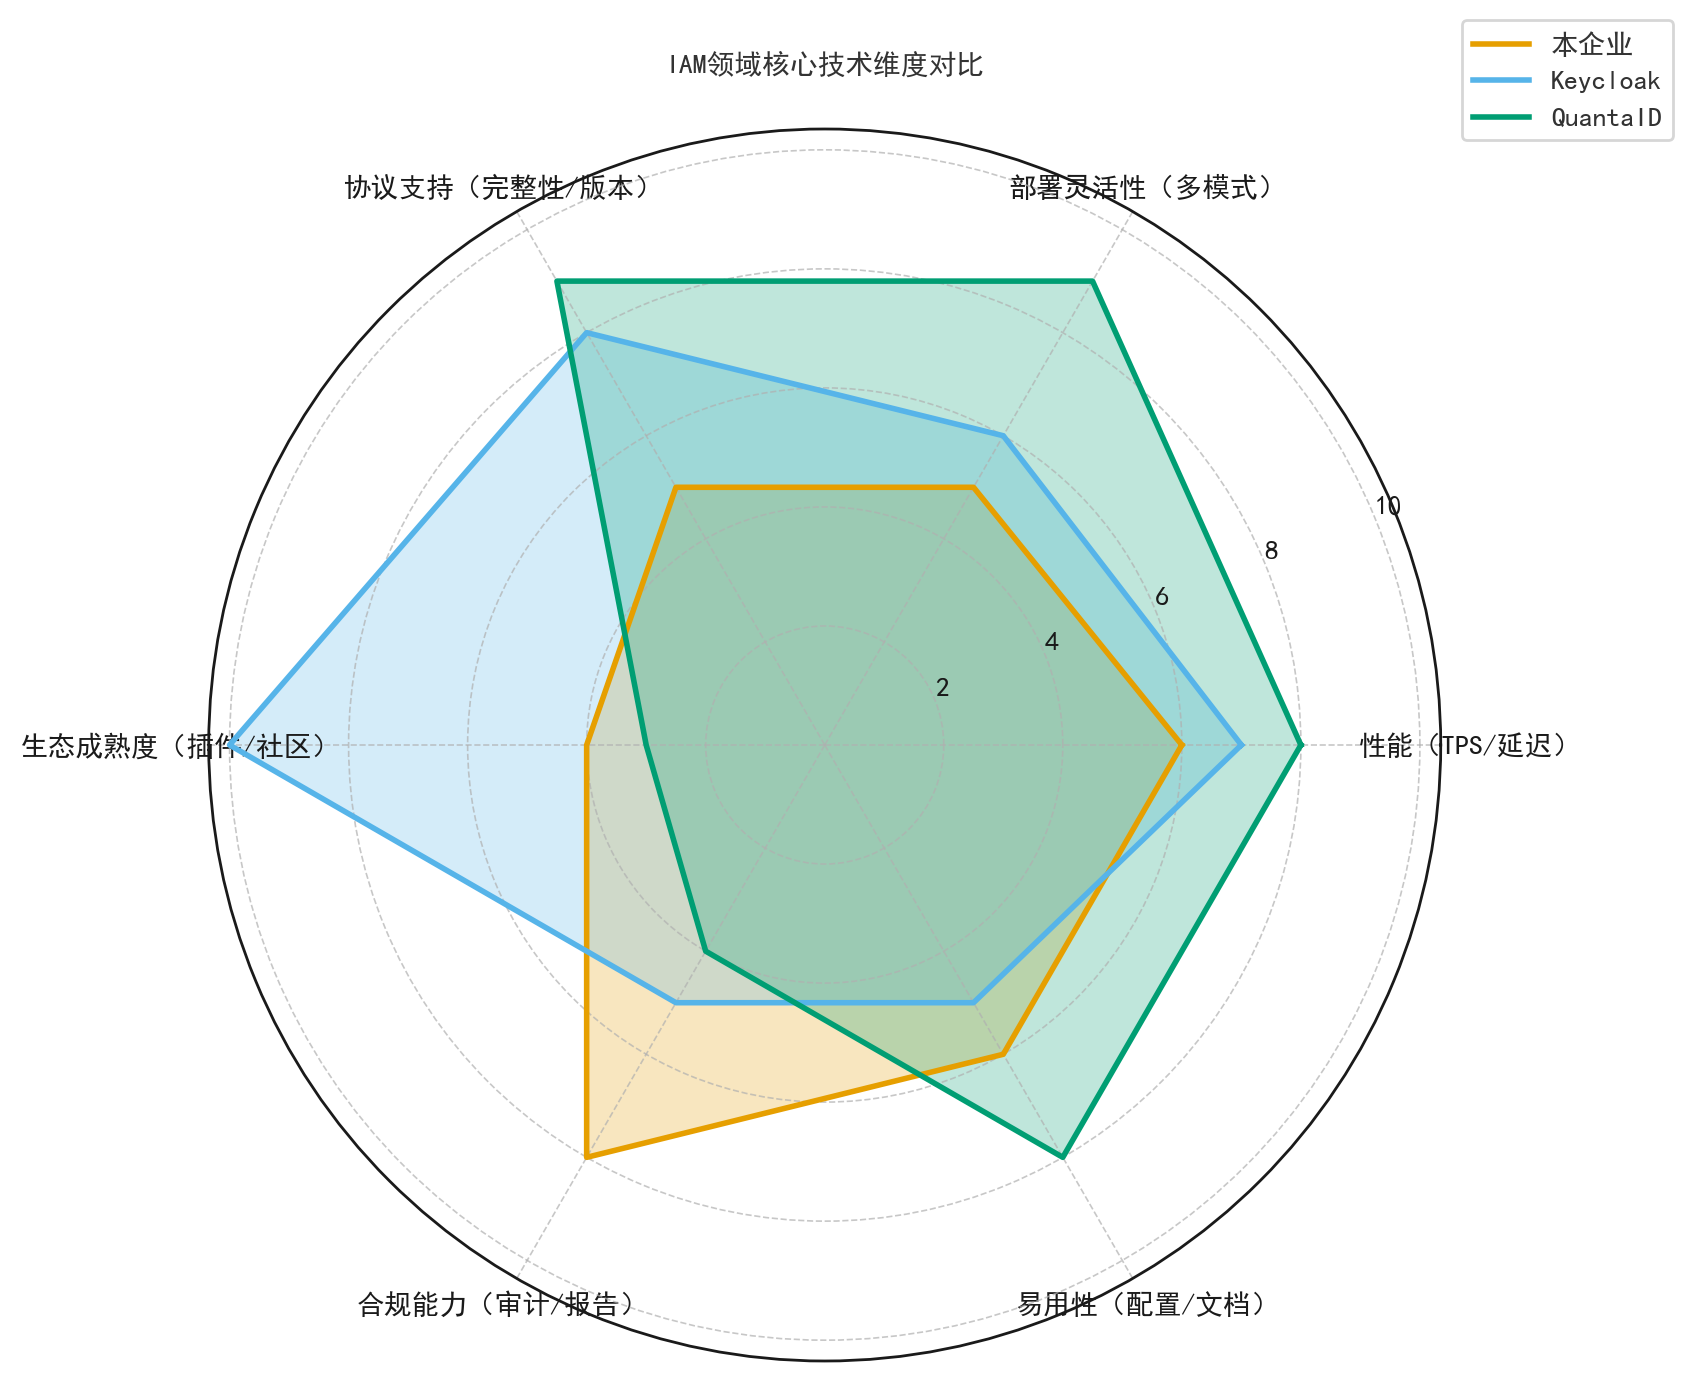 IAM领域核心技术维度对比
本企业
Keycloak
QuantaID
协议支持（完整性/版本）
部署灵活性（多模式）
10
8
6
4
2
生态成熟度（插件/社区）
性能（TPS/延迟）
合规能力（审计/报告）
易用性（配置/文档）